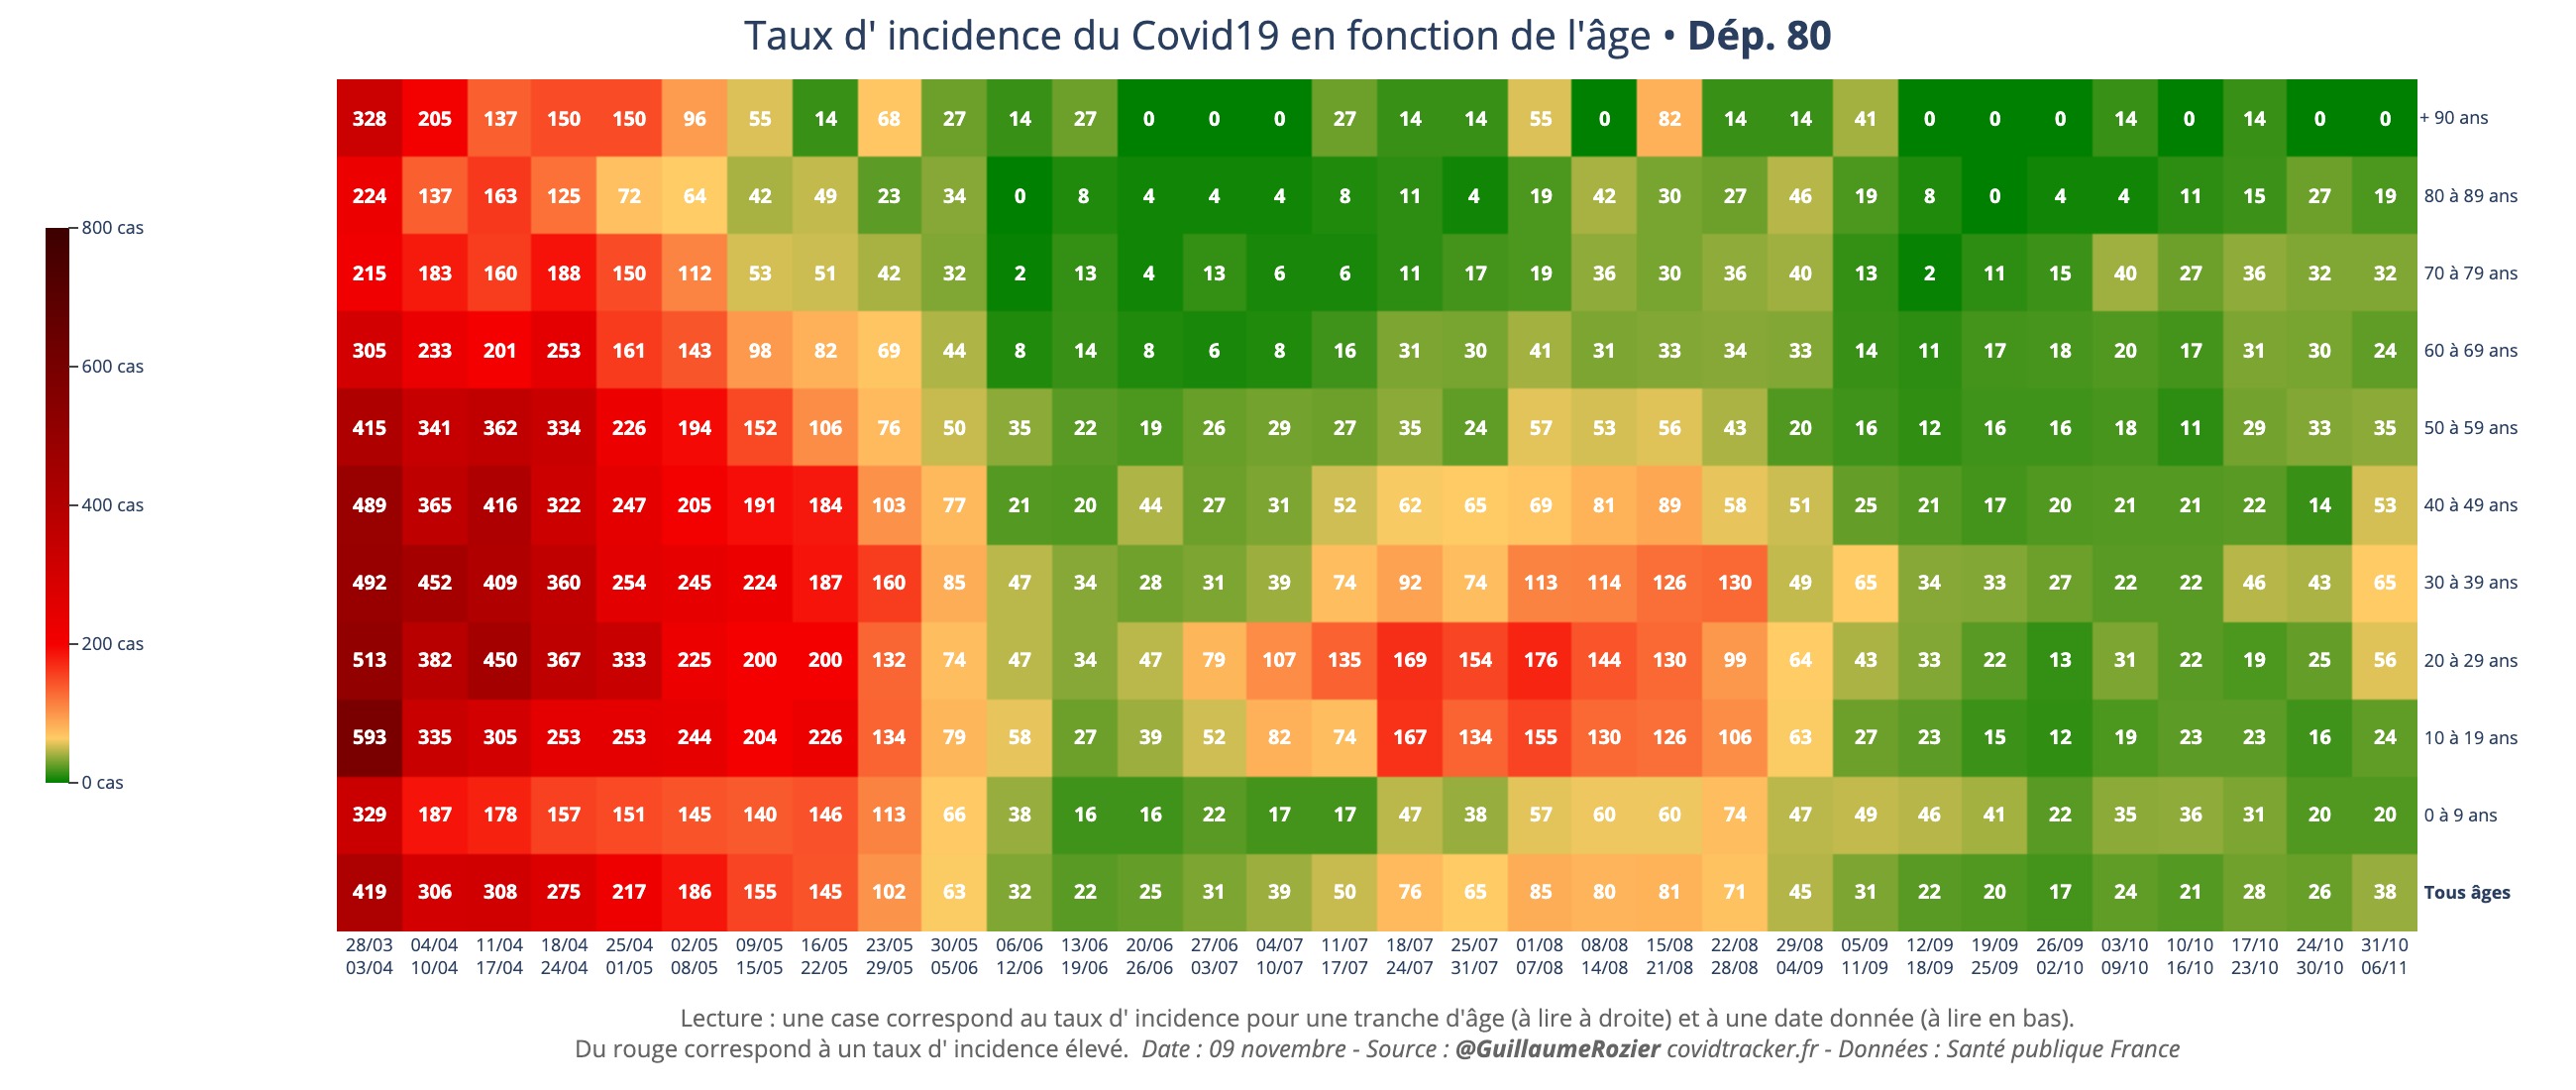 Taux d' incidence du Covid19 en fonction de l'âge • Dép. 80
328 205 137 150 150 96 55 14 68 27 14 27 0 0 0 27 14 14 55 0 82 14 14 41 0 0 0 14 0 14 0 0 + 90 ans
224 137 163 125 72 64 42 49 23 34 0 8 4 4 4 8 11 4 19 42 30 27 46 19 8 0 4 4 11 15 27 19 80 à 89 ans
215 183 160 188 150 112 53 51 42 32 2 13 4 13 6 6 11 17 19 36 30 36 40 13 2 11 15 40 27 36 32 32 70 à 79 ans
305 233 201 253 161 143 98 82 69 44 8 14 8 6 8 16 31 30 41 31 33 34 33 14 11 17 18 20 17 31 30 24 60 à 69 ans
415 341 362 334 226 194 152 106 76 50 35 22 19 26 29 27 35 24 57 53 56 43 20 16 12 16 16 18 11 29 33 35 50 à 59 ans
489 365 416 322 247 205 191 184 103 77 21 20 44 27 31 52 62 65 69 81 89 58 51 25 21 17 20 21 21 22 14 53 40 à 49 ans
492 452 409 360 254 245 224 187 160 85 47 34 28 31 39 74 92 74 113 114 126 130 49 65 34 33 27 22 22 46 43 65 30 à 39 ans
513 382 450 367 333 225 200 200 132 74 47 34 47 79 107 135 169 154 176 144 130 99 64 43 33 22 13 31 22 19 25 56 20 à 29 ans
593 335 305 253 253 244 204 226 134 79 58 27 39 52 82 74 167 134 155 130 126 106 63 27 23 15 12 19 23 23 16 24 10 à 19 ans
329 187 178 157 151 145 140 146 113 66 38 16 16 22 17 17 47 38 57 60 60 74 47 49 46 41 22 35 36 31 20 20 0 à 9 ans
419 306 308 275 217 186 155 145 102 63 32 22 25 31 39 50 76 65 85 80 81 71 45 31 22 20 17 24 21 28 26 38 Tous âges
28/03 04/04 11/04 18/04 25/04 02/05 09/05 16/05 23/05 30/05 06/06 13/06 20/06 27/06 04/07 11/07 18/07 25/07 01/08 08/08 15/08 22/08 29/08 05/09 12/09 19/09 26/09 03/10 10/10 17/10 24/10 31/10
03/04 10/04 17/04 24/04 01/05 08/05 15/05 22/05 29/05 05/06 12/06 19/06 26/06 03/07 10/07 17/07 24/07 31/07 07/08 14/08 21/08 28/08 04/09 11/09 18/09 25/09 02/10 09/10 16/10 23/10 30/10 06/11
800 cas
600 cas
400 cas
200 cas
0 cas
Lecture : une case correspond au taux d' incidence pour une tranche d'âge (à lire à droite) et à une date donnée (à lire en bas).
Du rouge correspond à un taux d' incidence élevé. Date : 09 novembre - Source : @GuillaumeRozier covidtracker.fr - Données : Santé publique France